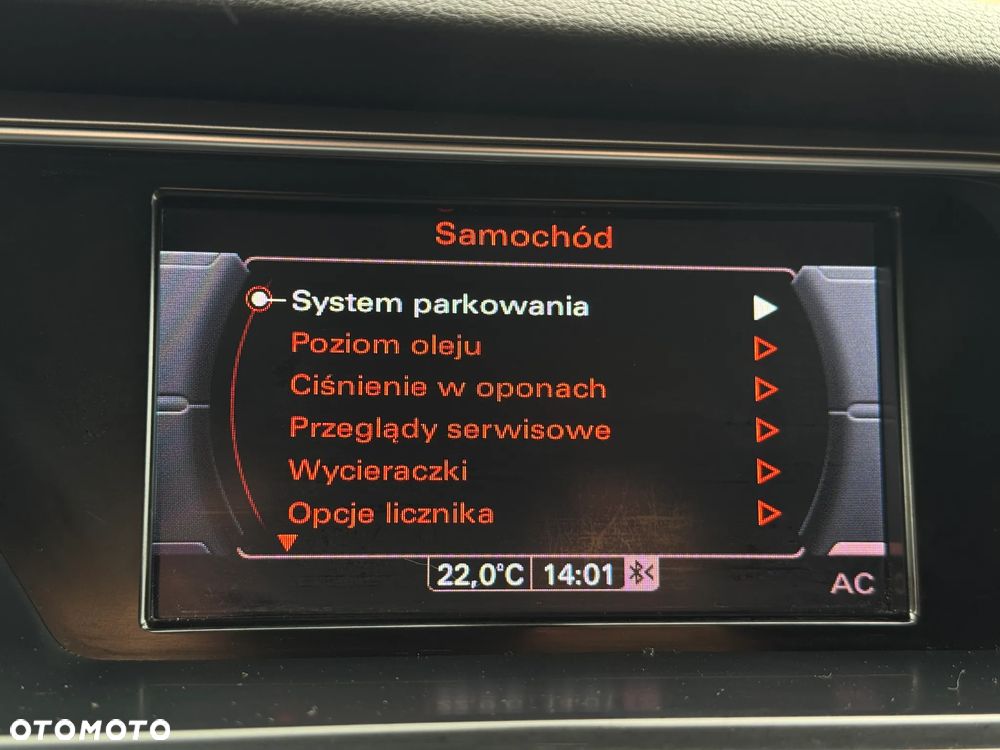 Samochód
System parkowania
Poziom oleju
Ciśnienie w oponach
Przeglądy serwisowe
Wycieraczki
Opcje licznika
22,0°C 14:01
AC
OTOMOTO